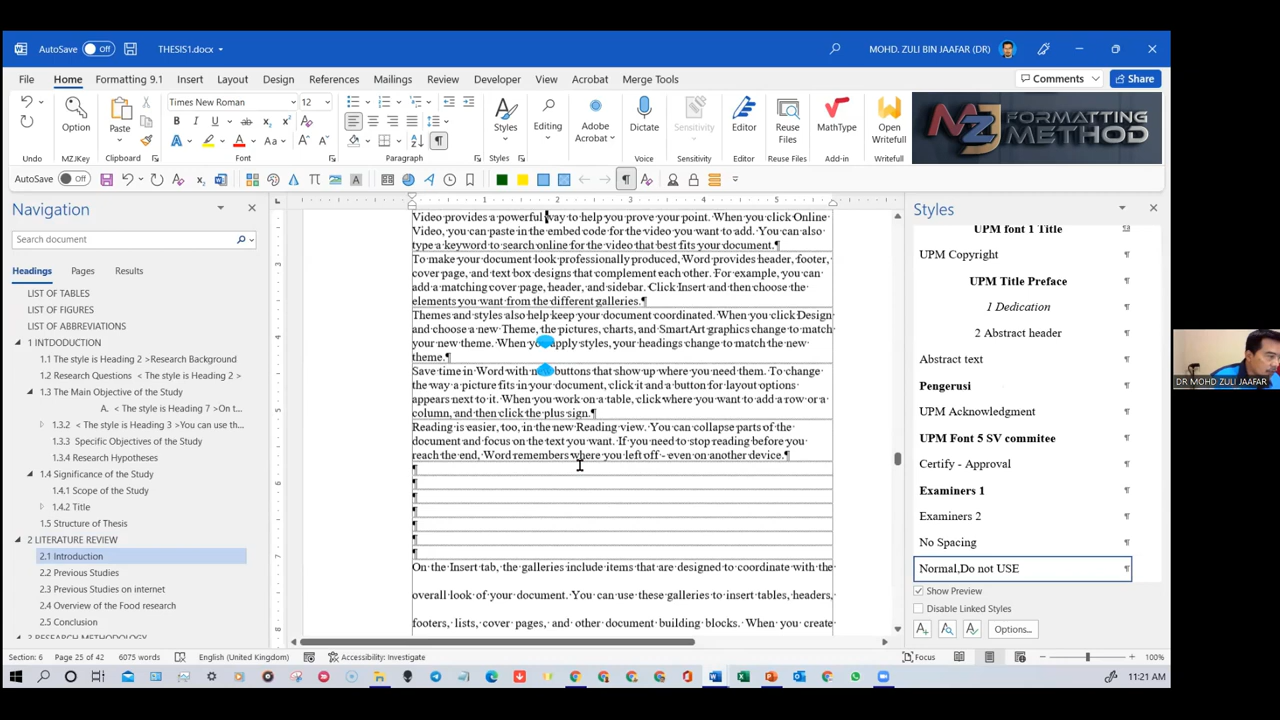 AutoSave Off THESIS1.docx MOHD. ZULI BIN JAAFAR (DR)
File Home Formatting 9.1 Insert Layout Design References Mailings Review Developer View Acrobat Merge Tools Comments Share
Times New Roman 12
Option Paste Styles Editing Adobe Acrobat Dictate Sensitivity Editor Reuse Files MathType Open Writefull
Undo MZJKey Clipboard Font Paragraph Styles Adobe Acrobat Voice Sensitivity Editor Reuse Files Add-in Writefull
MZJ FORMATTING METHOD
AutoSave Off
Navigation
Search document
Headings Pages Results
LIST OF TABLES
LIST OF FIGURES
LIST OF ABBREVIATIONS
1 INTRODUCTION
1.1 The style is Heading 2 >Research Background
1.2 Research Questions < The style is Heading 2 >
1.3 The Main Objective of the Study
A. < The style is Heading 7 >On t...
1.3.2 < The style is Heading 3 >You can use th...
1.3.3 Specific Objectives of the Study
1.3.4 Research Hypotheses
1.4 Significance of the Study
1.4.1 Scope of the Study
1.4.2 Title
1.5 Structure of Thesis
2 LITERATURE REVIEW
2.1 Introduction
2.2 Previous Studies
2.3 Previous Studies on internet
2.4 Overview of the Food research
2.5 Conclusion
3 RESEARCH METHODOLOGY
Video provides a powerful way to help you prove your point. When you click Online
Video, you can paste in the embed code for the video you want to add. You can also
type a keyword to search online for the video that best fits your document.¶
To make your document look professionally produced, Word provides header, footer,
cover page, and text box designs that complement each other. For example, you can
add a matching cover page, header, and sidebar. Click Insert and then choose the
elements you want from the different galleries.¶
Themes and styles also help keep your document coordinated. When you click Design
and choose a new Theme, the pictures, charts, and SmartArt graphics change to match
your new theme. When you apply styles, your headings change to match the new
theme.¶
Save time in Word with new buttons that show up where you need them. To change
the way a picture fits in your document, click it and a button for layout options
appears next to it. When you work on a table, click where you want to add a row or a
column, and then click the plus sign.¶
Reading is easier, too, in the new Reading view. You can collapse parts of the
document and focus on the text you want. If you need to stop reading before you
reach the end, Word remembers where you left off - even on another device.¶
¶
¶
¶
¶
¶
¶
¶
On the Insert tab, the galleries include items that are designed to coordinate with the
overall look of your document. You can use these galleries to insert tables, headers,
footers, lists, cover pages, and other document building blocks. When you create
Styles
UPM font 1 Title
UPM Copyright
UPM Title Preface
1 Dedication
2 Abstract header
Abstract text
Pengerusi
UPM Acknowledgment
UPM Font 5 SV commitee
Certify - Approval
Examiners 1
Examiners 2
No Spacing
Normal,Do not USE
Show Preview
Disable Linked Styles
Options...
DR MOHD ZULI JAAFAR
Section: 6 Page 25 of 42 6075 words English (United Kingdom) Accessibility: Investigate Focus 100%
11:21 AM